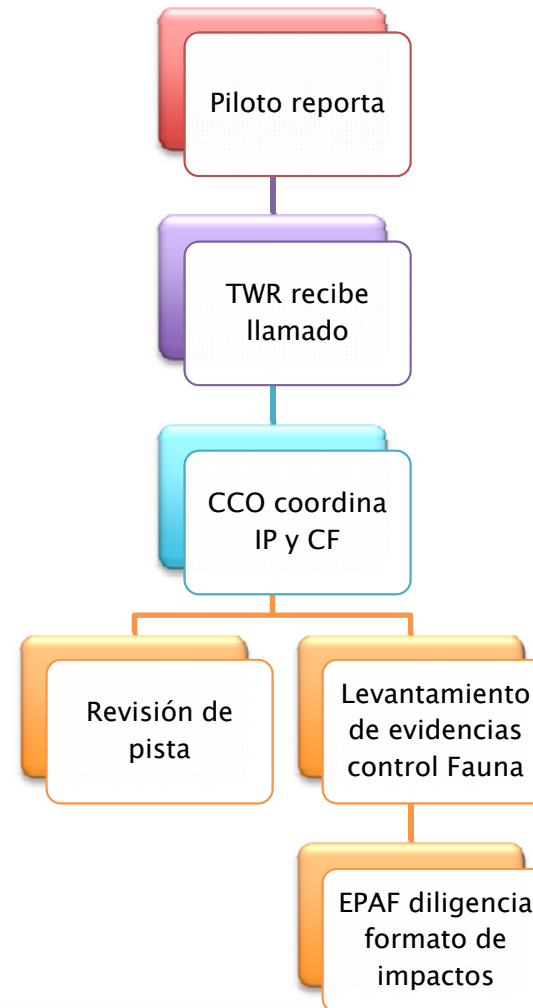 Piloto reporta
TWR recibe
llamado
CCO coordina
IP y CF
Revisión de
pista
Levantamiento
de evidencias
control Fauna
EPAF diligencia
formato de
impactos